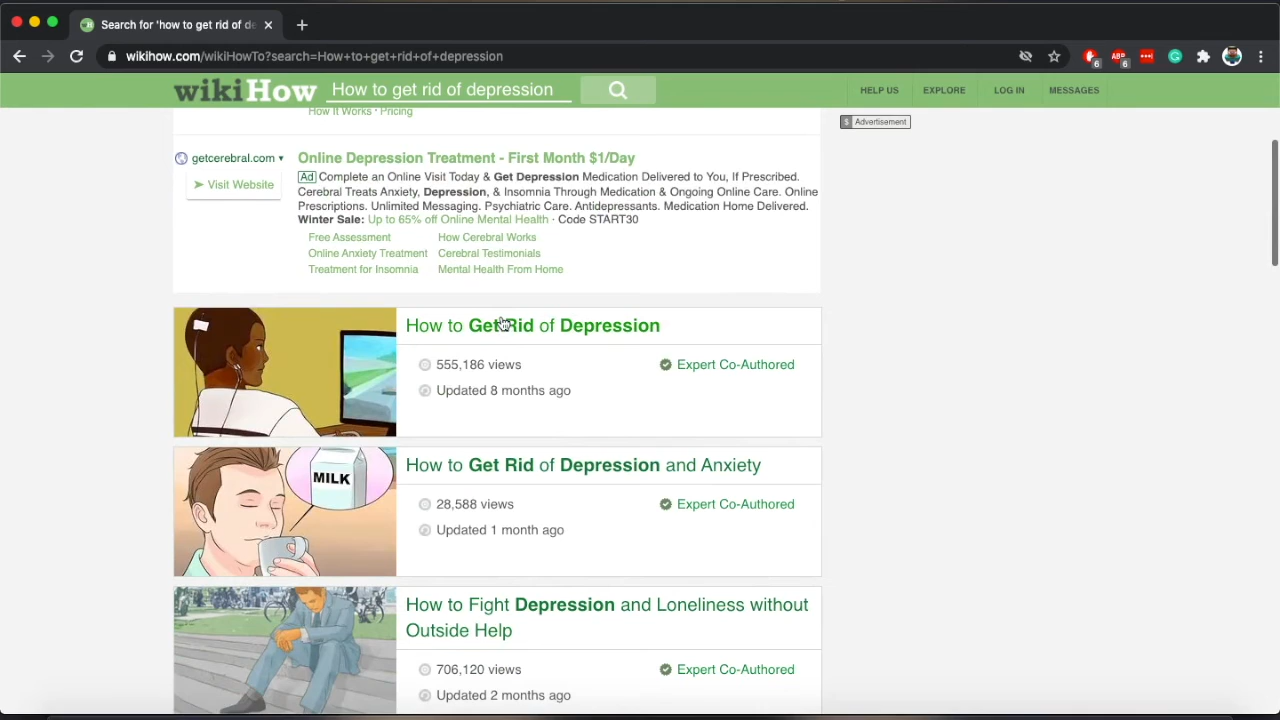 Search for 'how to get rid of de
wikihow.com/wikiHowTo?search=How+to+get+rid+of+depression
6
6
wikiHow How to get rid of depression
HELP US EXPLORE LOG IN MESSAGES
How It Works · Pricing
$ Advertisement
getcerebral.com
Visit Website
Online Depression Treatment - First Month $1/Day
Ad Complete an Online Visit Today & Get Depression Medication Delivered to You, If Prescribed.
Cerebral Treats Anxiety, Depression, & Insomnia Through Medication & Ongoing Online Care. Online
Prescriptions. Unlimited Messaging. Psychiatric Care. Antidepressants. Medication Home Delivered.
Winter Sale: Up to 65% off Online Mental Health · Code START30
Free Assessment How Cerebral Works
Online Anxiety Treatment Cerebral Testimonials
Treatment for Insomnia Mental Health From Home
How to Get Rid of Depression
555,186 views Expert Co-Authored
Updated 8 months ago
MILK
How to Get Rid of Depression and Anxiety
28,588 views Expert Co-Authored
Updated 1 month ago
How to Fight Depression and Loneliness without
Outside Help
706,120 views Expert Co-Authored
Updated 2 months ago